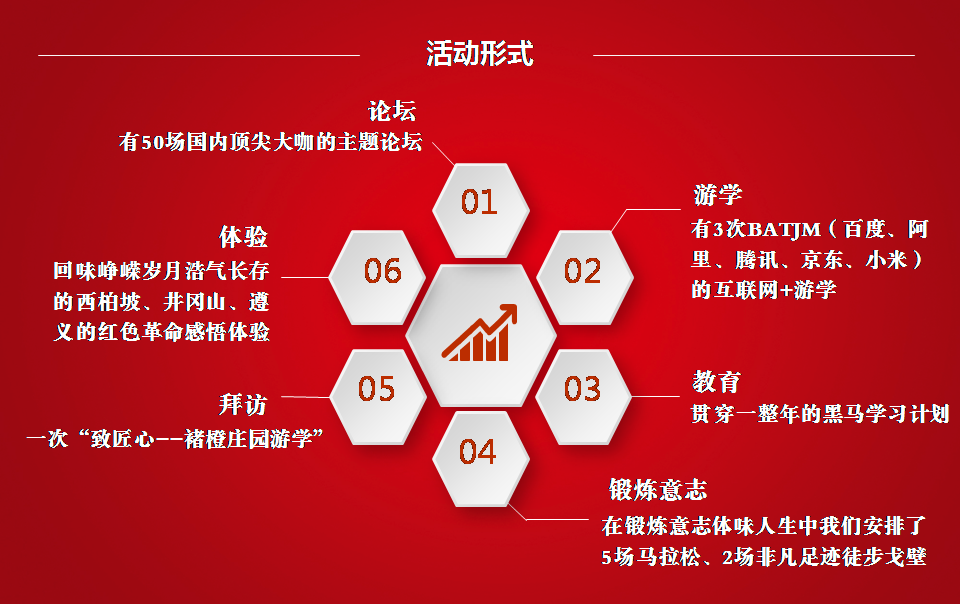 活动形式
01
论坛
有50场国内顶尖大咖的主题论坛
02
游学
有3次BATJM（百度、阿
里、腾讯、京东、小米）
的互联网+游学
03
教育
贯穿一整年的黑马学习计划
04
锻炼意志
在锻炼意志体味人生中我们安排了
5场马拉松、2场非凡足迹徒步戈壁
05
拜访
一次“致匠心--褚橙庄园游学”
06
体验
回味峥嵘岁月浩气长存
的西柏坡、井冈山、遵
义的红色革命感悟体验